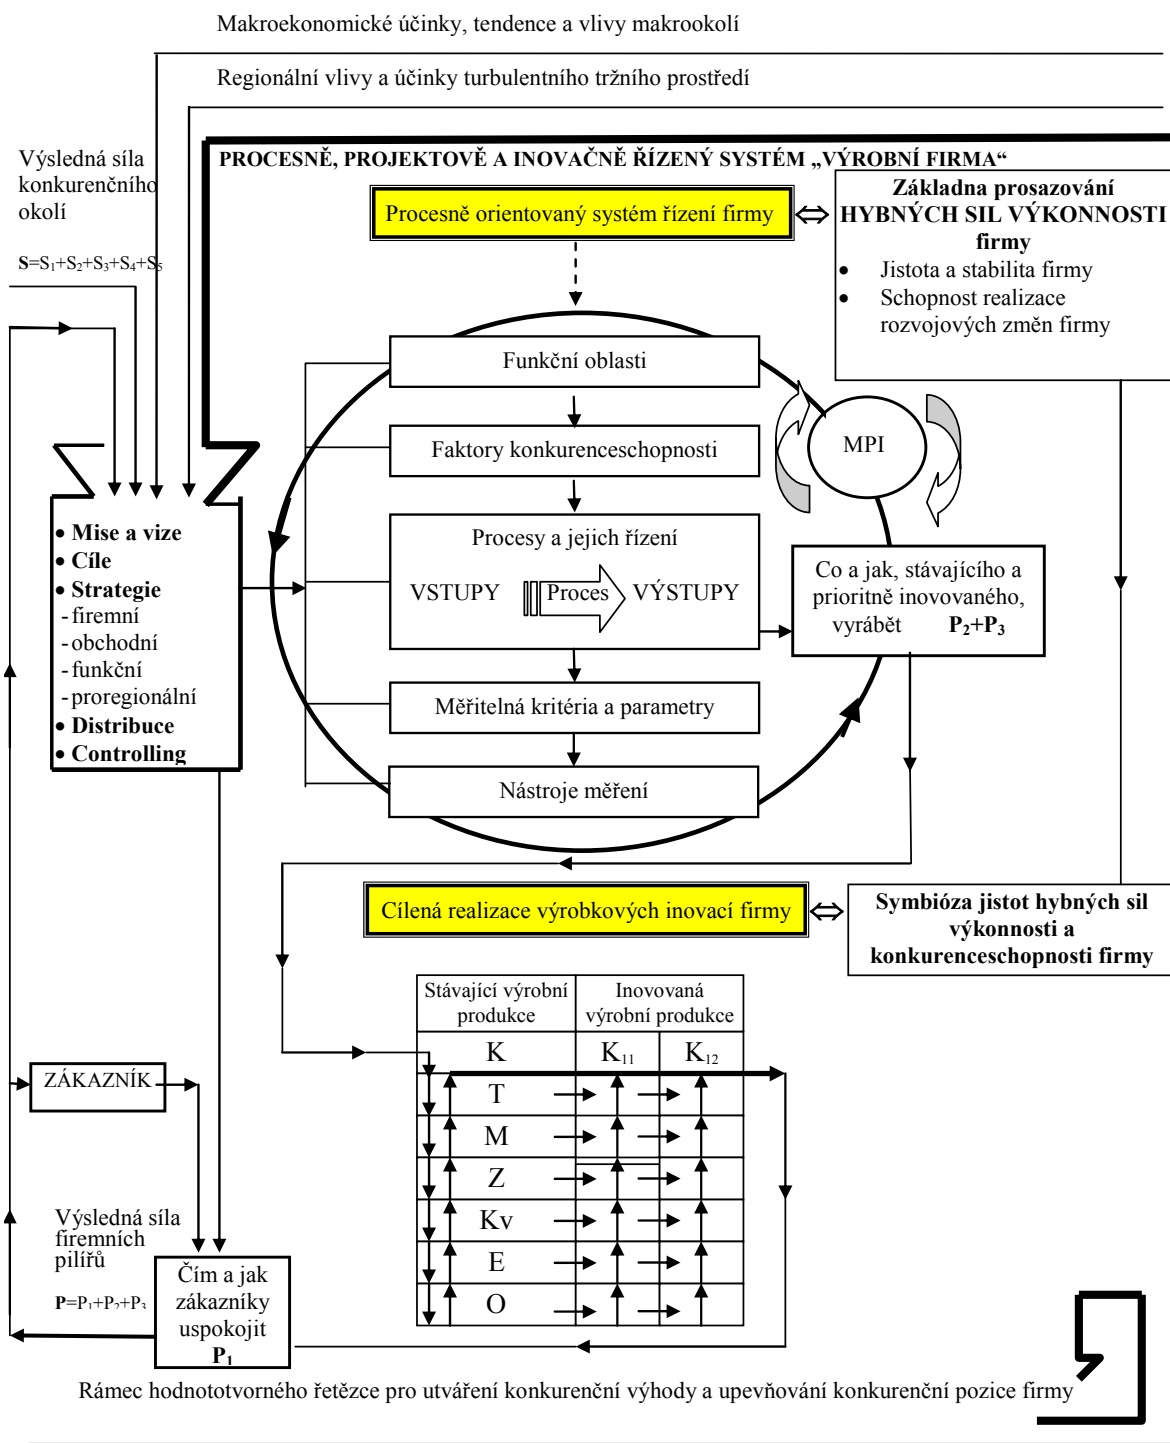 Makroekonomické účinky, tendence a vlivy makrookolí
Regionální vlivy a účinky turbulentního tržního prostředí
Výsledná síla
konkurenčního
okolí
S=S₁+S₂+S₃+S₄+S₅
PROCESNĚ, PROJEKTOVĚ A INOVAČNĚ ŘÍZENÝ SYSTÉM „VÝROBNÍ FIRMA“
Procesně orientovaný systém řízení firmy
Základna prosazování
HYBNÝCH SIL VÝKONNOSTI
firmy
• Jistota a stabilita firmy
• Schopnost realizace
rozvojových změn firmy
Funkční oblasti
Faktory konkurenceschopnosti
MPI
Procesy a jejich řízení
VSTUPY Proces VÝSTUPY
Co a jak, stávajícího a
prioritně inovovaného,
vyrábět P₂+P₃
Měřitelná kritéria a parametry
Nástroje měření
• Mise a vize
• Cíle
• Strategie
- firemní
- obchodní
- funkční
- proregionální
• Distribuce
• Controlling
Cílená realizace výrobkových inovací firmy
Symbióza jistot hybných sil
výkonnosti a
konkurenceschopnosti firmy
Stávající výrobní
produkce
Inovovaná
výrobní produkce
K K₁₁ K₁₂
T
M
Z
Kv
E
O
ZÁKAZNÍK
Výsledná síla
firemních
pilířů
P=P₁+P₂+P₃
Čím a jak
zákazníky
uspokojit
P₁
Rámec hodnototvorného řetězce pro utváření konkurenční výhody a upevňování konkurenční pozice firmy